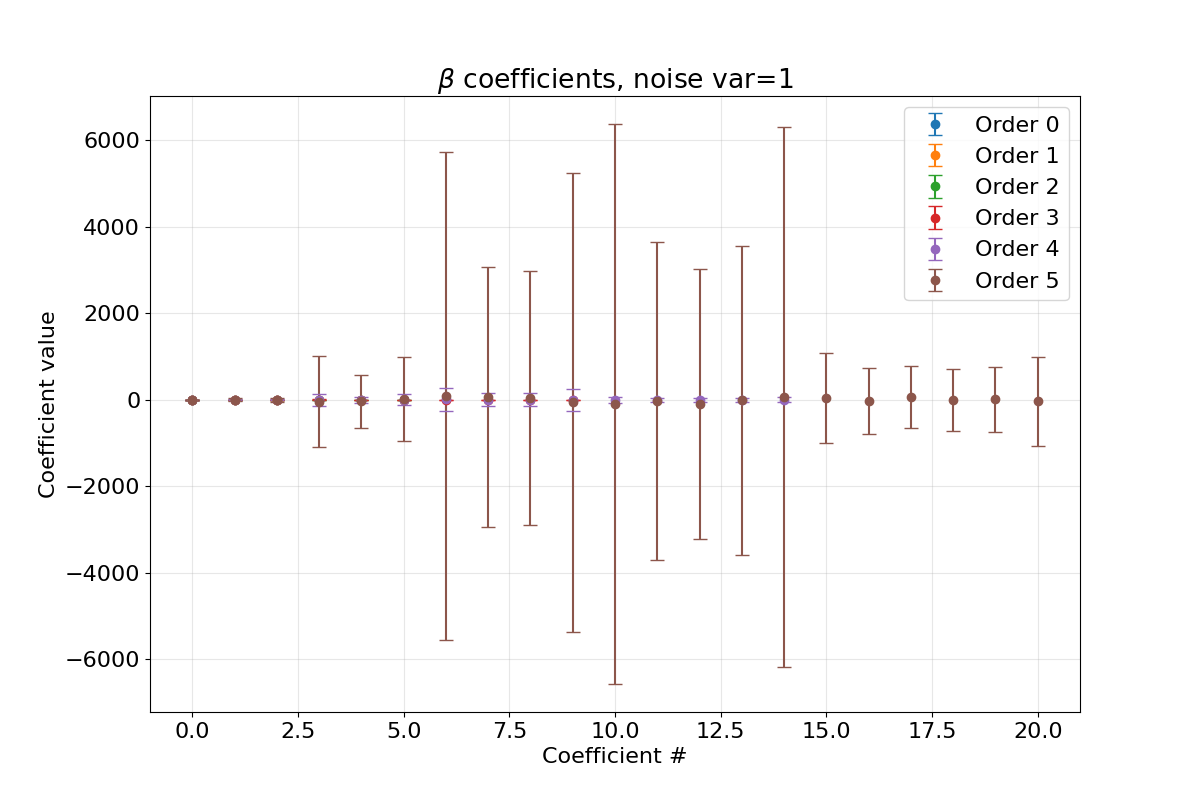 β coefficients, noise var=1
Order 0
Order 1
Order 2
Order 3
Order 4
Order 5
6000
4000
2000
0
−2000
−4000
−6000
Coefficient value
0.0 2.5 5.0 7.5 10.0 12.5 15.0 17.5 20.0
Coefficient #